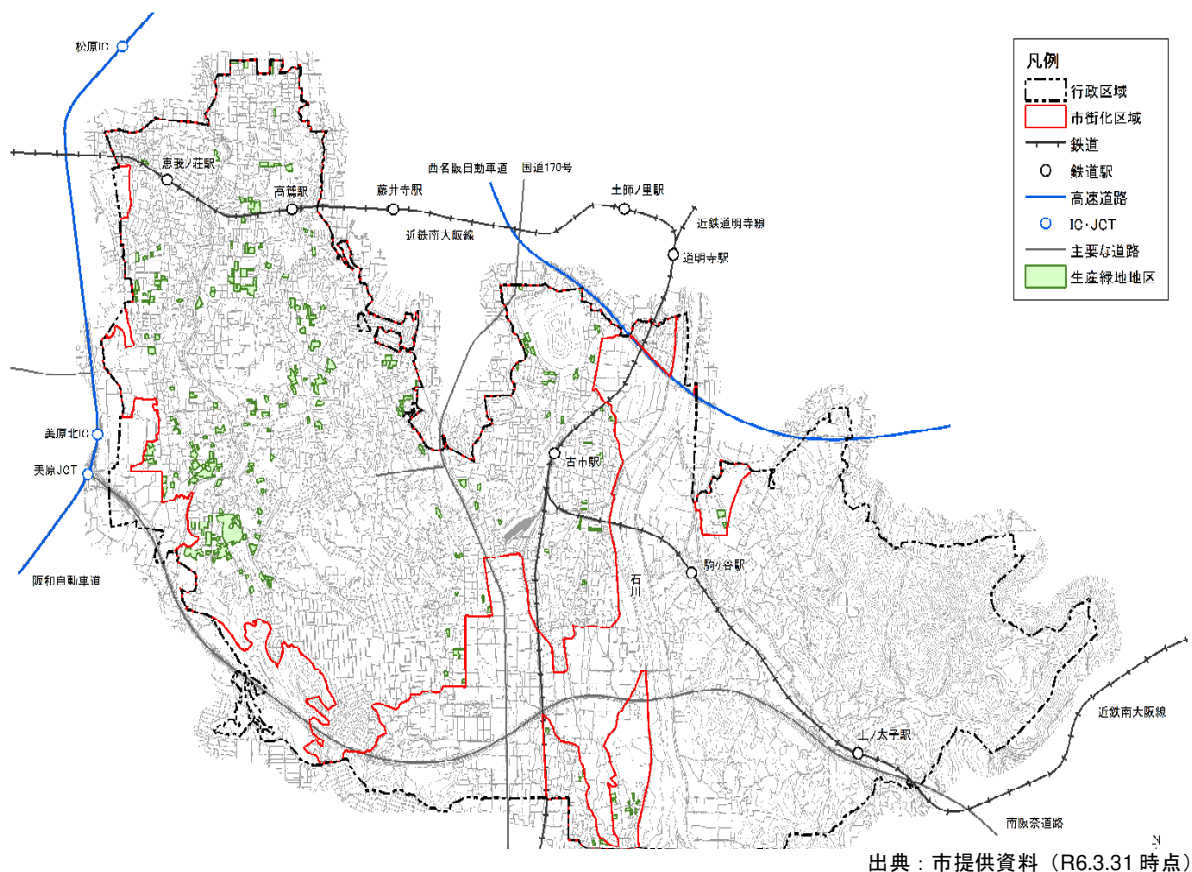 松原IC
凡例
行政区域
市街化区域
鉄道
鉄道駅
高速道路
IC・JCT
主要な道路
生産緑地地区
恵我ノ荘駅
高鷲駅
藤井寺駅
西名阪自動車道
国道170号
土師ノ里駅
近鉄道明寺線
近鉄南大阪線
道明寺駅
美原北IC
美原JCT
古市駅
駒ヶ谷駅
石川
阪和自動車道
上ノ太子駅
近鉄南大阪線
南阪奈道路
出典：市提供資料（R6.3.31 時点）